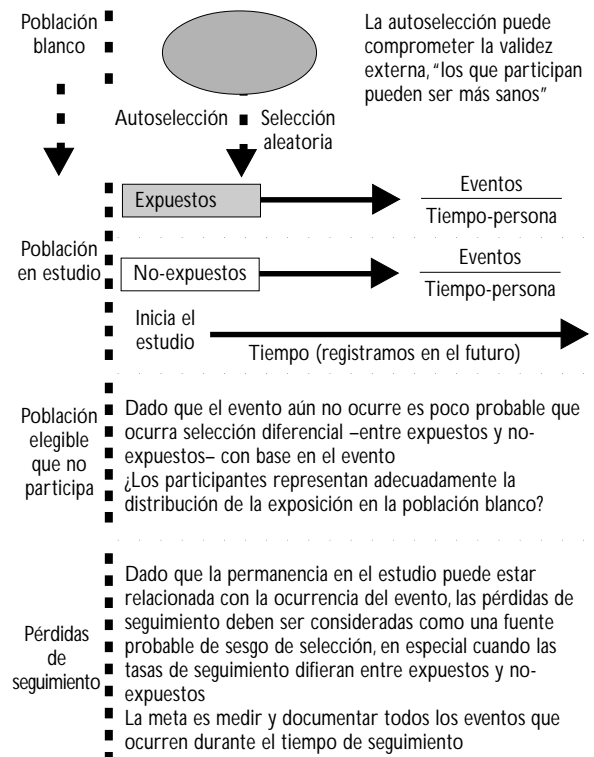 Población
blanco
La autoselección puede
comprometer la validez
externa, "los que participan
pueden ser más sanos"
Autoselección
Selección
aleatoria
Expuestos
Eventos
Tiempo-persona
Población
en estudio
No-expuestos
Eventos
Tiempo-persona
Inicia el
estudio
Tiempo (registramos en el futuro)
Población
elegible
que no
participa
Dado que el evento aún no ocurre es poco probable que
ocurra selección diferencial –entre expuestos y no-
expuestos– con base en el evento
¿Los participantes representan adecuadamente la
distribución de la exposición en la población blanco?
Pérdidas
de
seguimiento
Dado que la permanencia en el estudio puede estar
relacionada con la ocurrencia del evento, las pérdidas de
seguimiento deben ser consideradas como una fuente
probable de sesgo de selección, en especial cuando las
tasas de seguimiento difieran entre expuestos y no-
expuestos
La meta es medir y documentar todos los eventos que
ocurren durante el tiempo de seguimiento